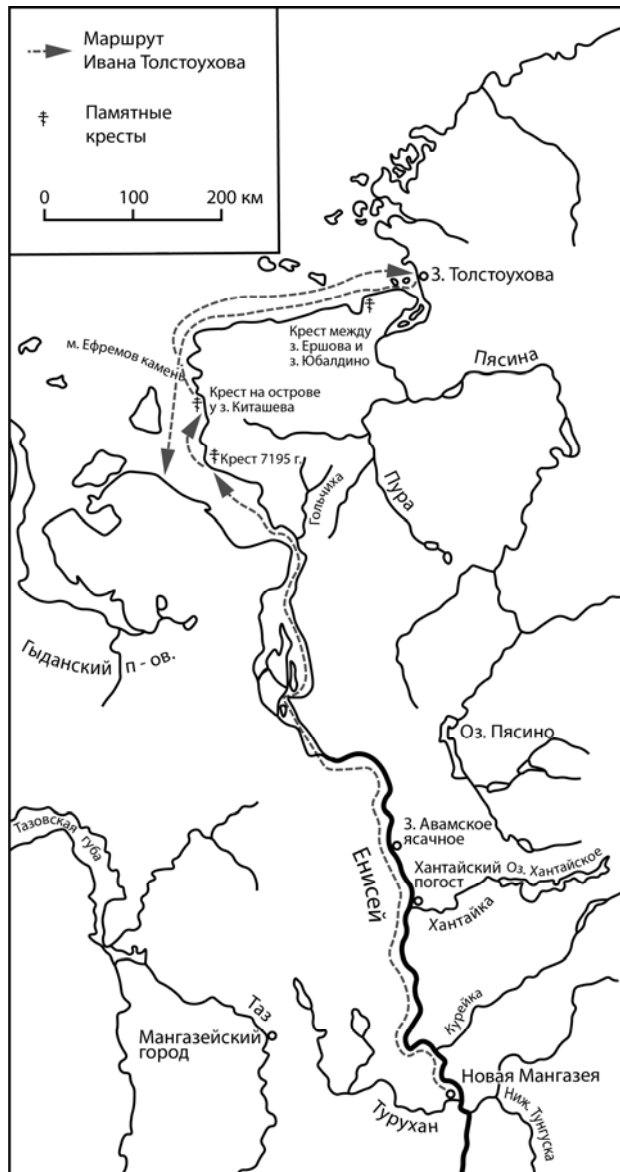 Маршрут
Ивана Толстоухова
Памятные
кресты
0 100 200 км
З. Толстоухова
Крест между
з. Ершова и
з. Юбалдино
м. Ефремов камень
Пясина
Крест на острове
у з. Киташева
Крест 7195 г.
Гольчиха
Пура
Гыданский п - ов.
Оз. Пясино
Тазовская
губа
З. Авамское
ясачное
Енисей
Хантайский
погост
Оз. Хантайское
Хантайка
Таз
Курейка
Мангазейский
город
Новая Мангазея
Турухан
Ниж. Тунгуска